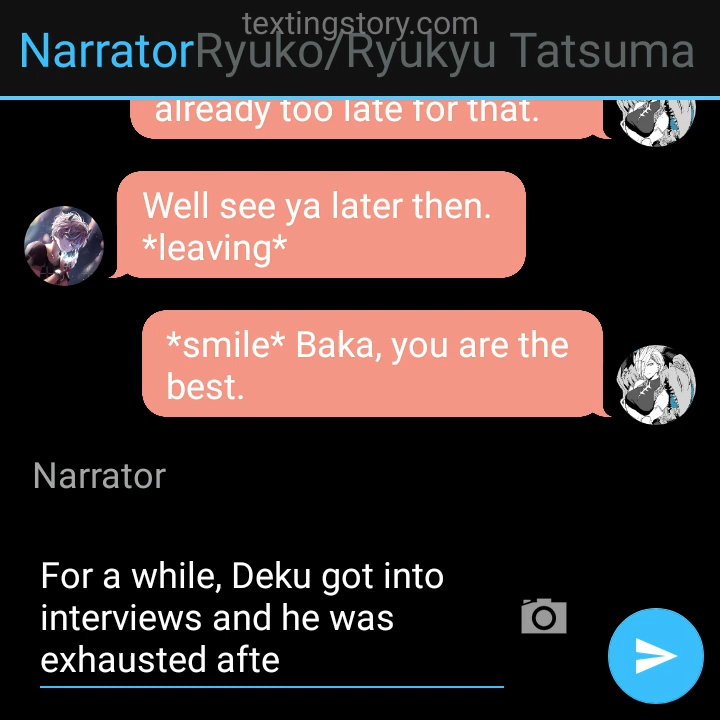 textingstory.com
Narrator Ryuko/Ryukyu Tatsuma
already too late for that.
Well see ya later then.
*leaving*
*smile* Baka, you are the
best.
Narrator
For a while, Deku got into
interviews and he was
exhausted afte